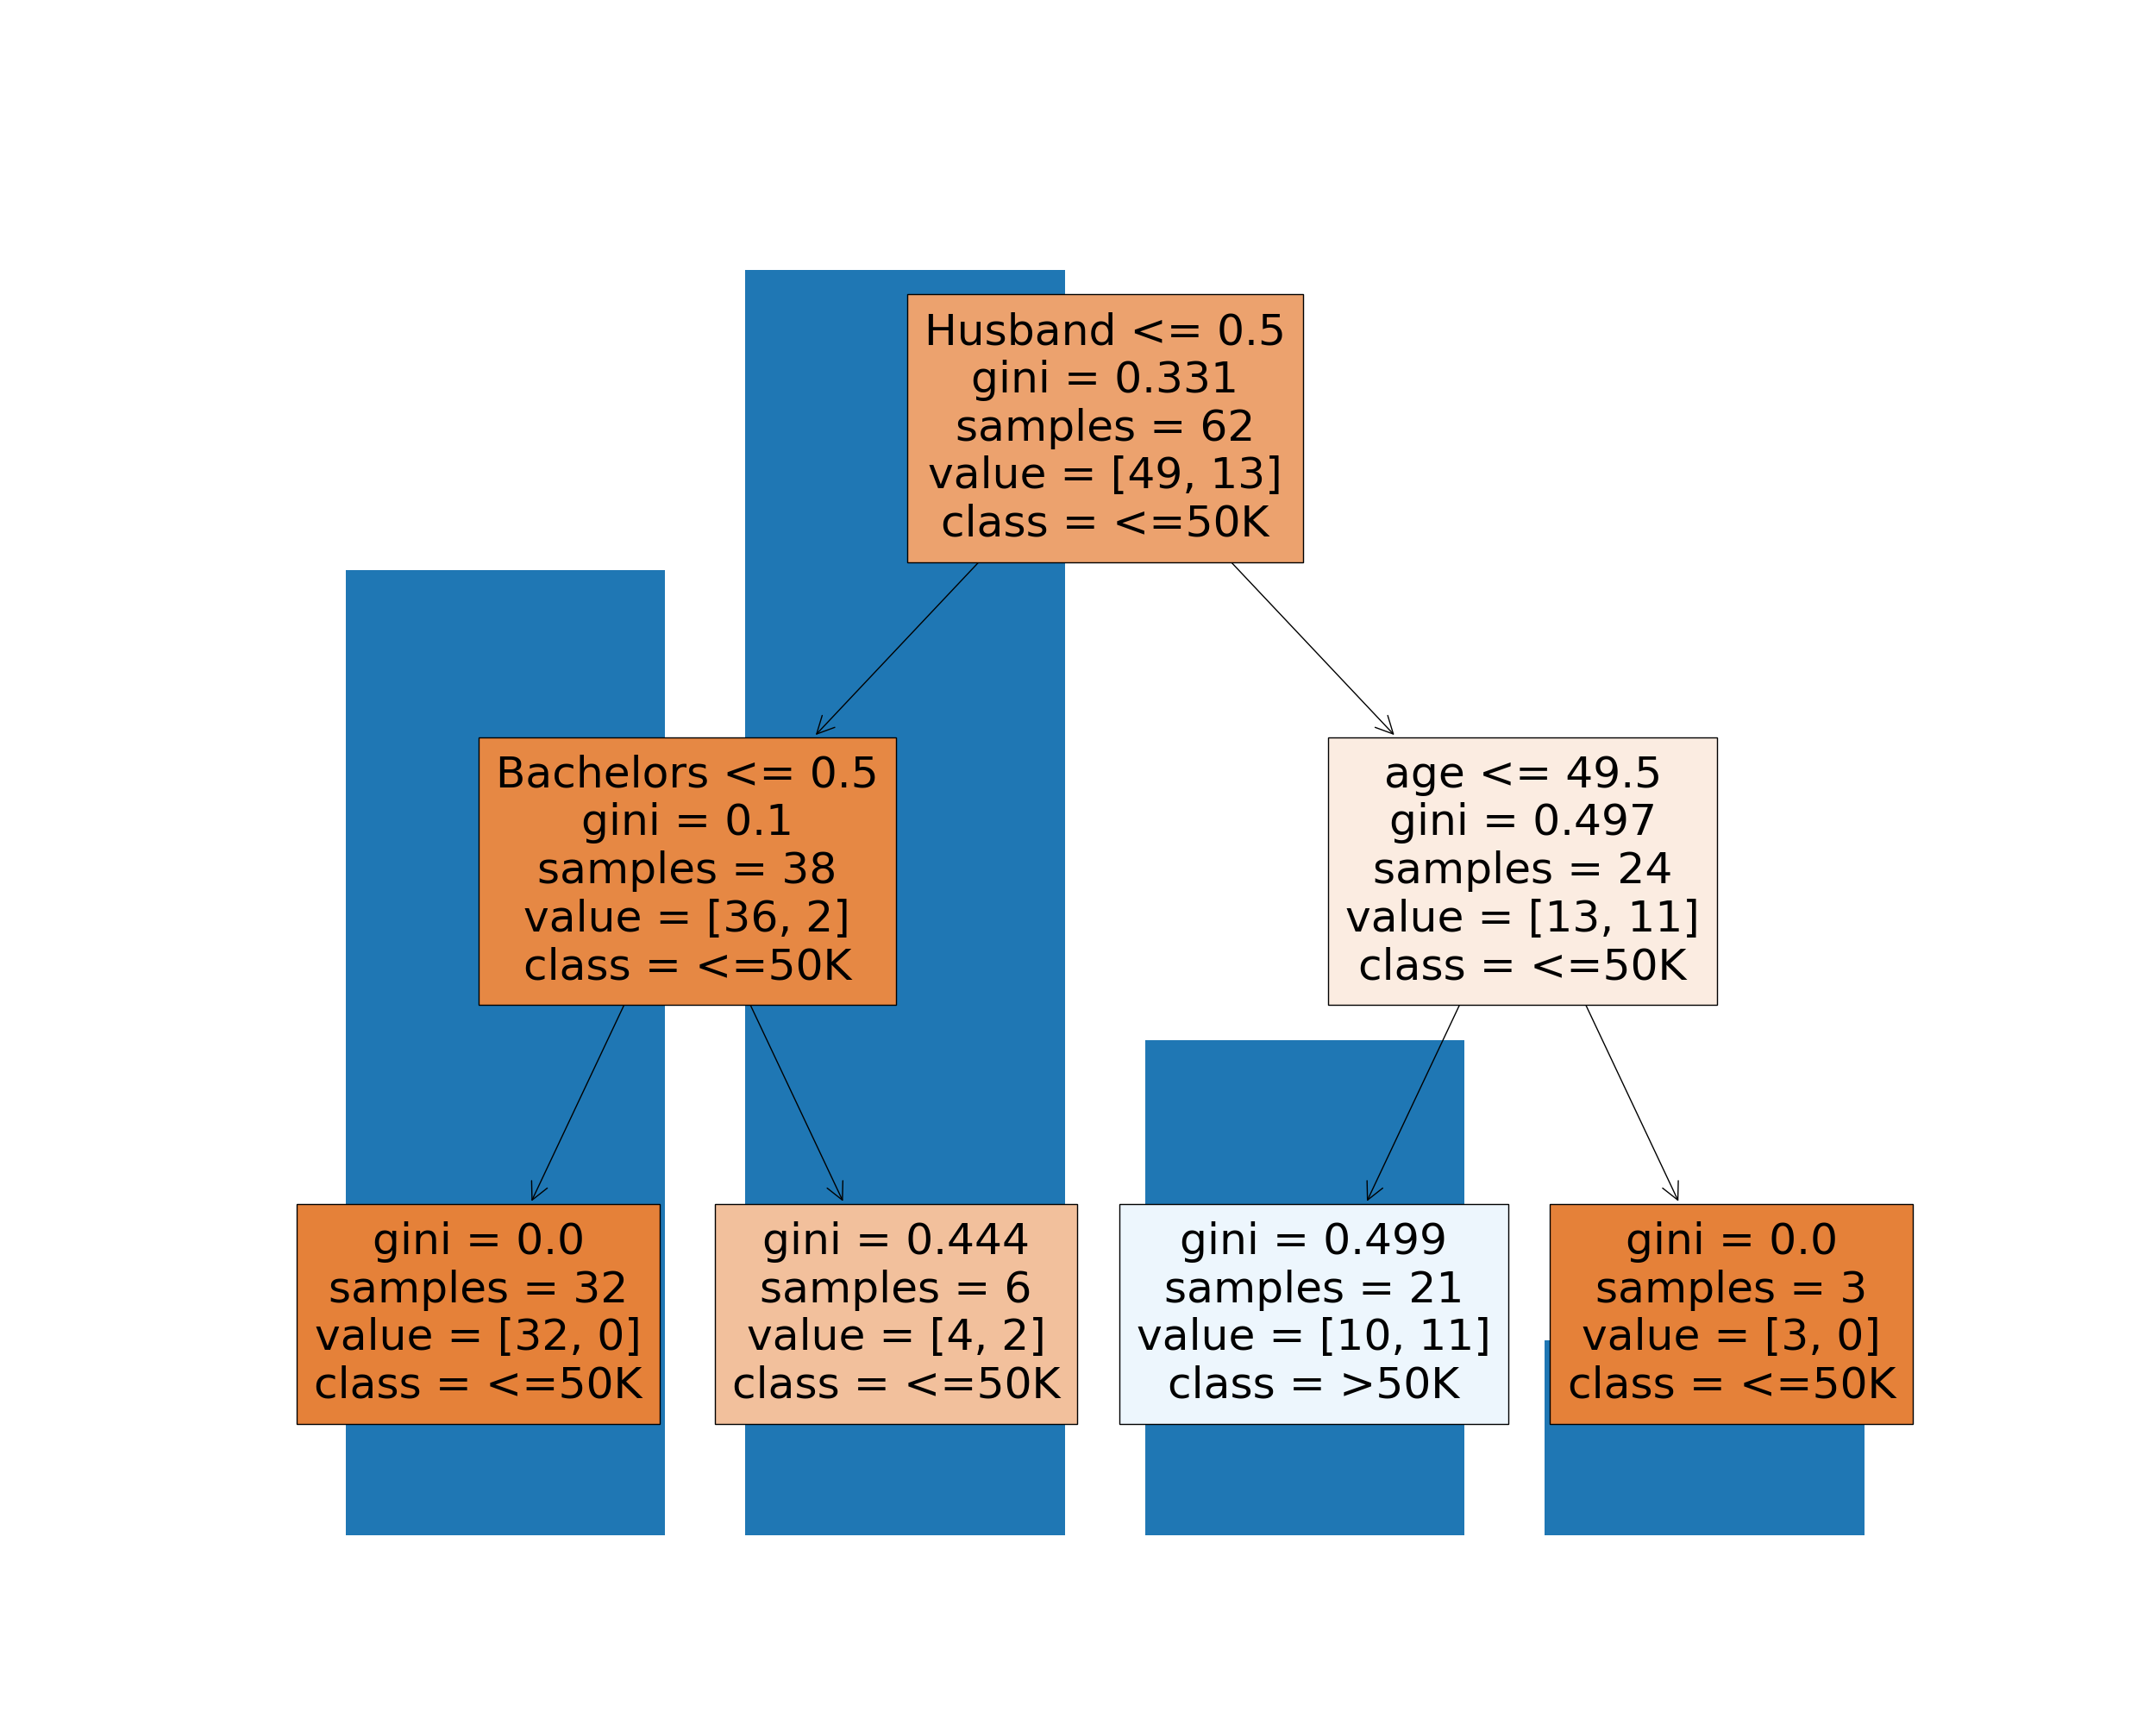 Husband <= 0.5
gini = 0.331
samples = 62
value = [49, 13]
class = <=50K
Bachelors <= 0.5
gini = 0.1
samples = 38
value = [36, 2]
class = <=50K
age <= 49.5
gini = 0.497
samples = 24
value = [13, 11]
class = <=50K
gini = 0.0
samples = 32
value = [32, 0]
class = <=50K
gini = 0.444
samples = 6
value = [4, 2]
class = <=50K
gini = 0.499
samples = 21
value = [10, 11]
class = >50K
gini = 0.0
samples = 3
value = [3, 0]
class = <=50K